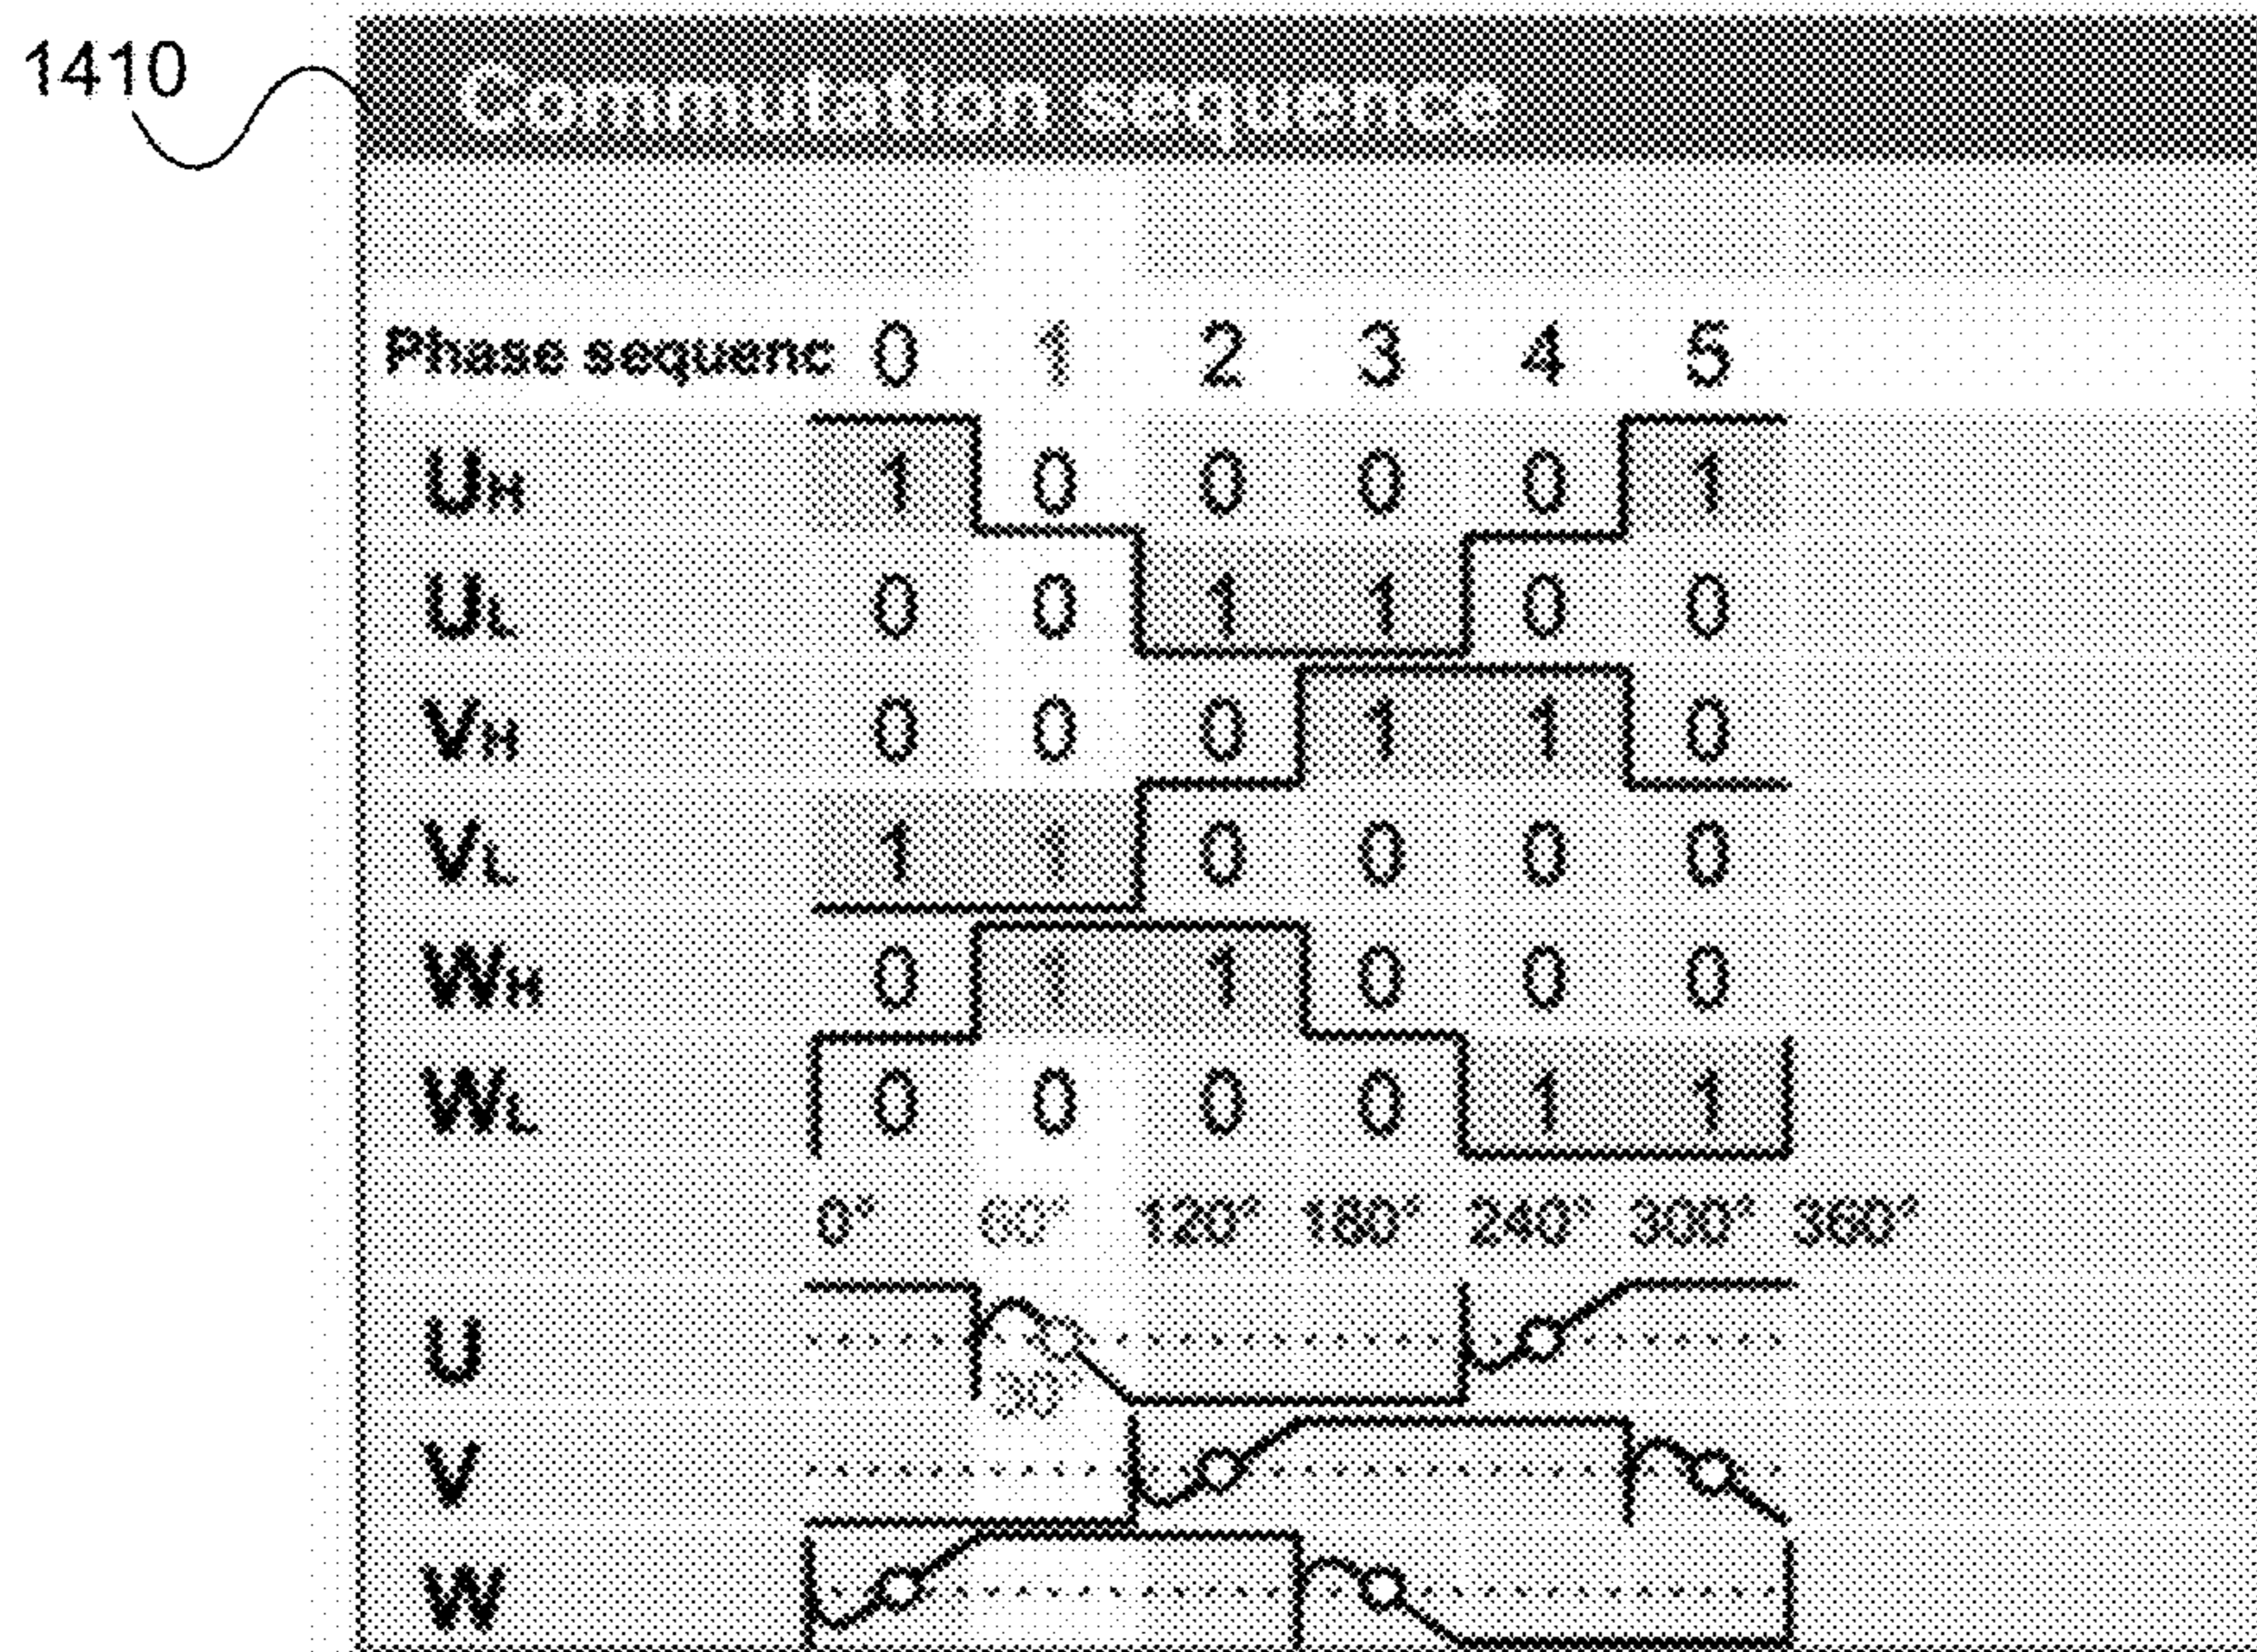 1410
Commutation sequence
Phase sequenc 0 1 2 3 4 5
UH 1 0 0 0 0 1
UL 0 0 1 1 0 0
VH 0 0 0 1 1 0
VL 1 1 0 0 0 0
WH 0 1 1 0 0 0
WL 0 0 0 0 1 1
0° 60° 120° 180° 240° 300° 360°
U
30°
V
W